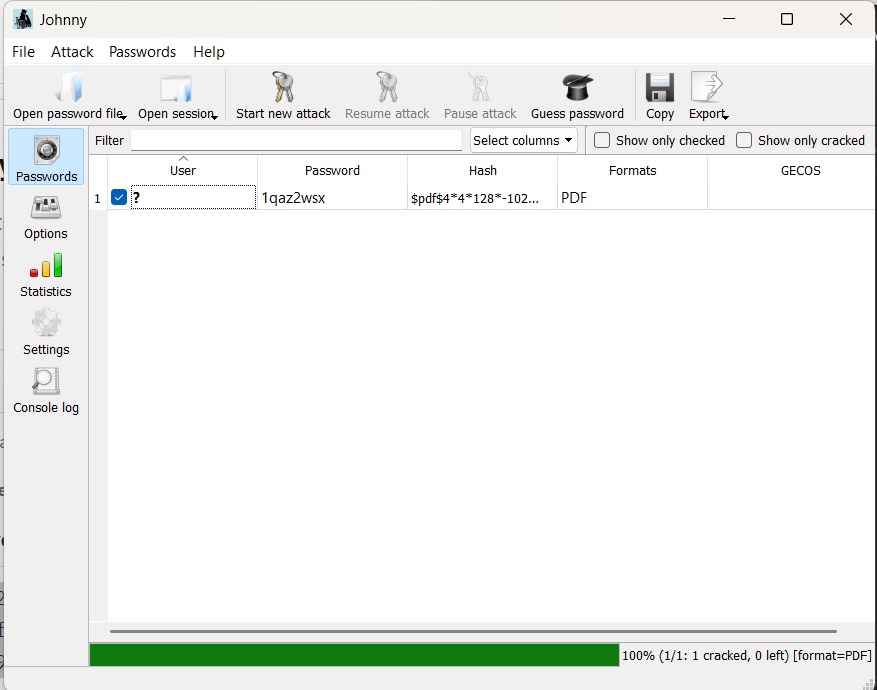 Johnny
File Attack Passwords Help
Open password file Open session Start new attack Resume attack Pause attack Guess password Copy Export
Passwords
Options
Statistics
Settings
Console log
Filter Select columns Show only checked Show only cracked
User Password Hash Formats GECOS
1 ? 1qaz2wsx $pdf$4*4*128*-102... PDF
100% (1/1: 1 cracked, 0 left) [format=PDF]